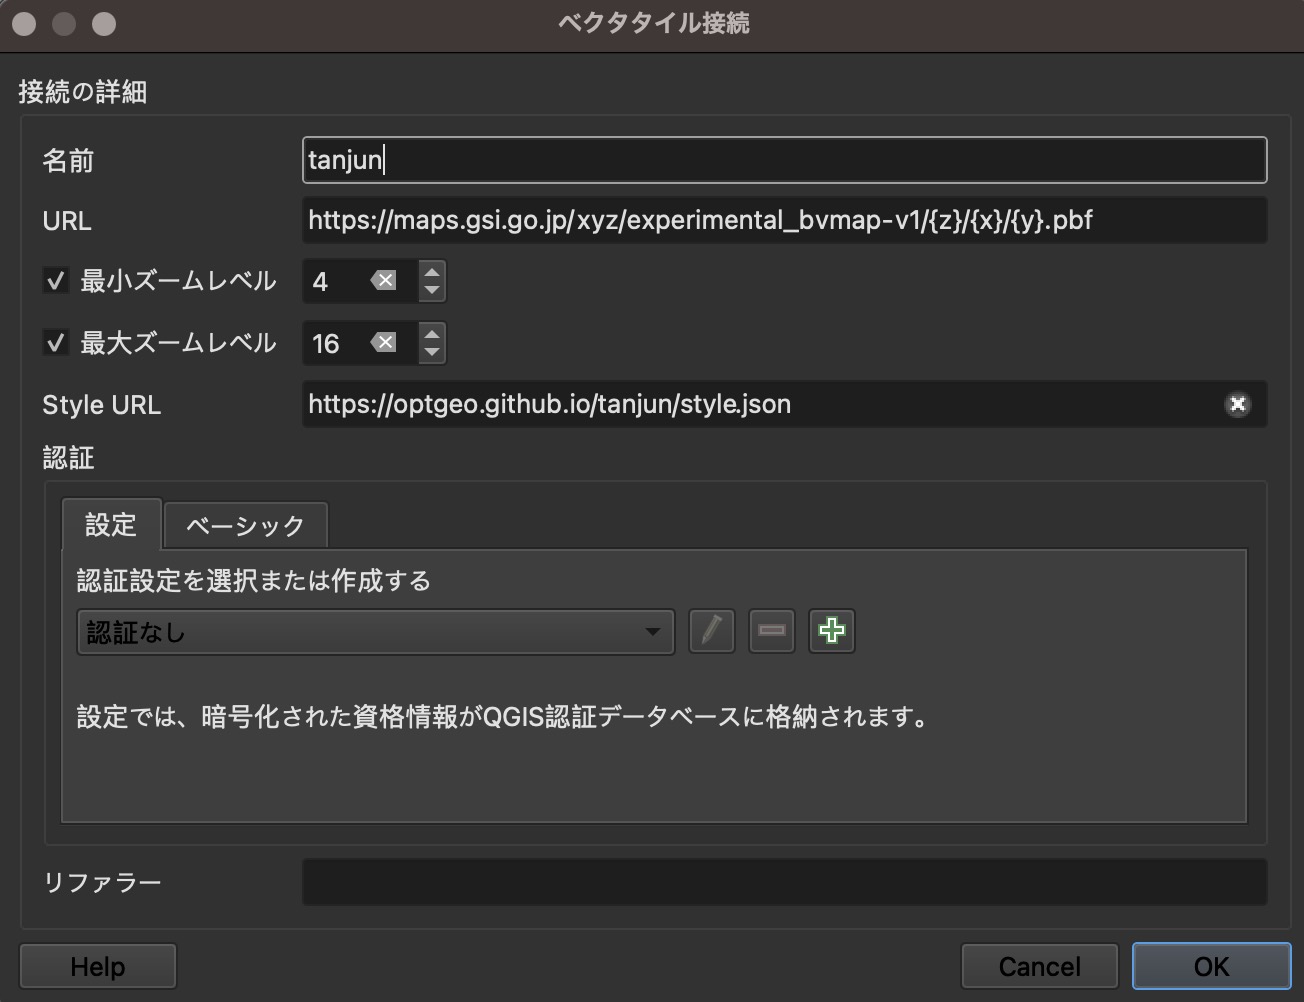 ベクタタイル接続
接続の詳細
名前 tanjun
URL https://maps.gsi.go.jp/xyz/experimental_bvmap-v1/{z}/{x}/{y}.pbf
最小ズームレベル 4
最大ズームレベル 16
Style URL https://optgeo.github.io/tanjun/style.json
認証
設定 ベーシック
認証設定を選択または作成する
認証なし
設定では、暗号化された資格情報がQGIS認証データベースに格納されます。
リファラー
Help Cancel OK